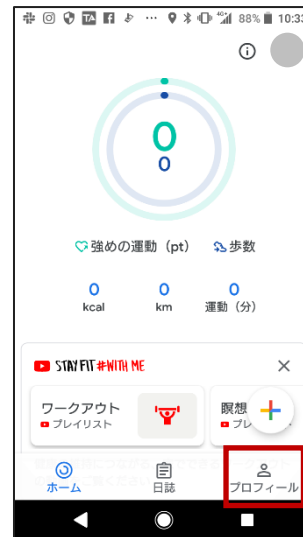 88% 10:33
0
0
強めの運動 (pt) 歩数
0 0 0
kcal km 運動 (分)
STAY FIT #WITH ME
ワークアウト
プレイリスト
瞑想
ホーム 日誌 プロフィール